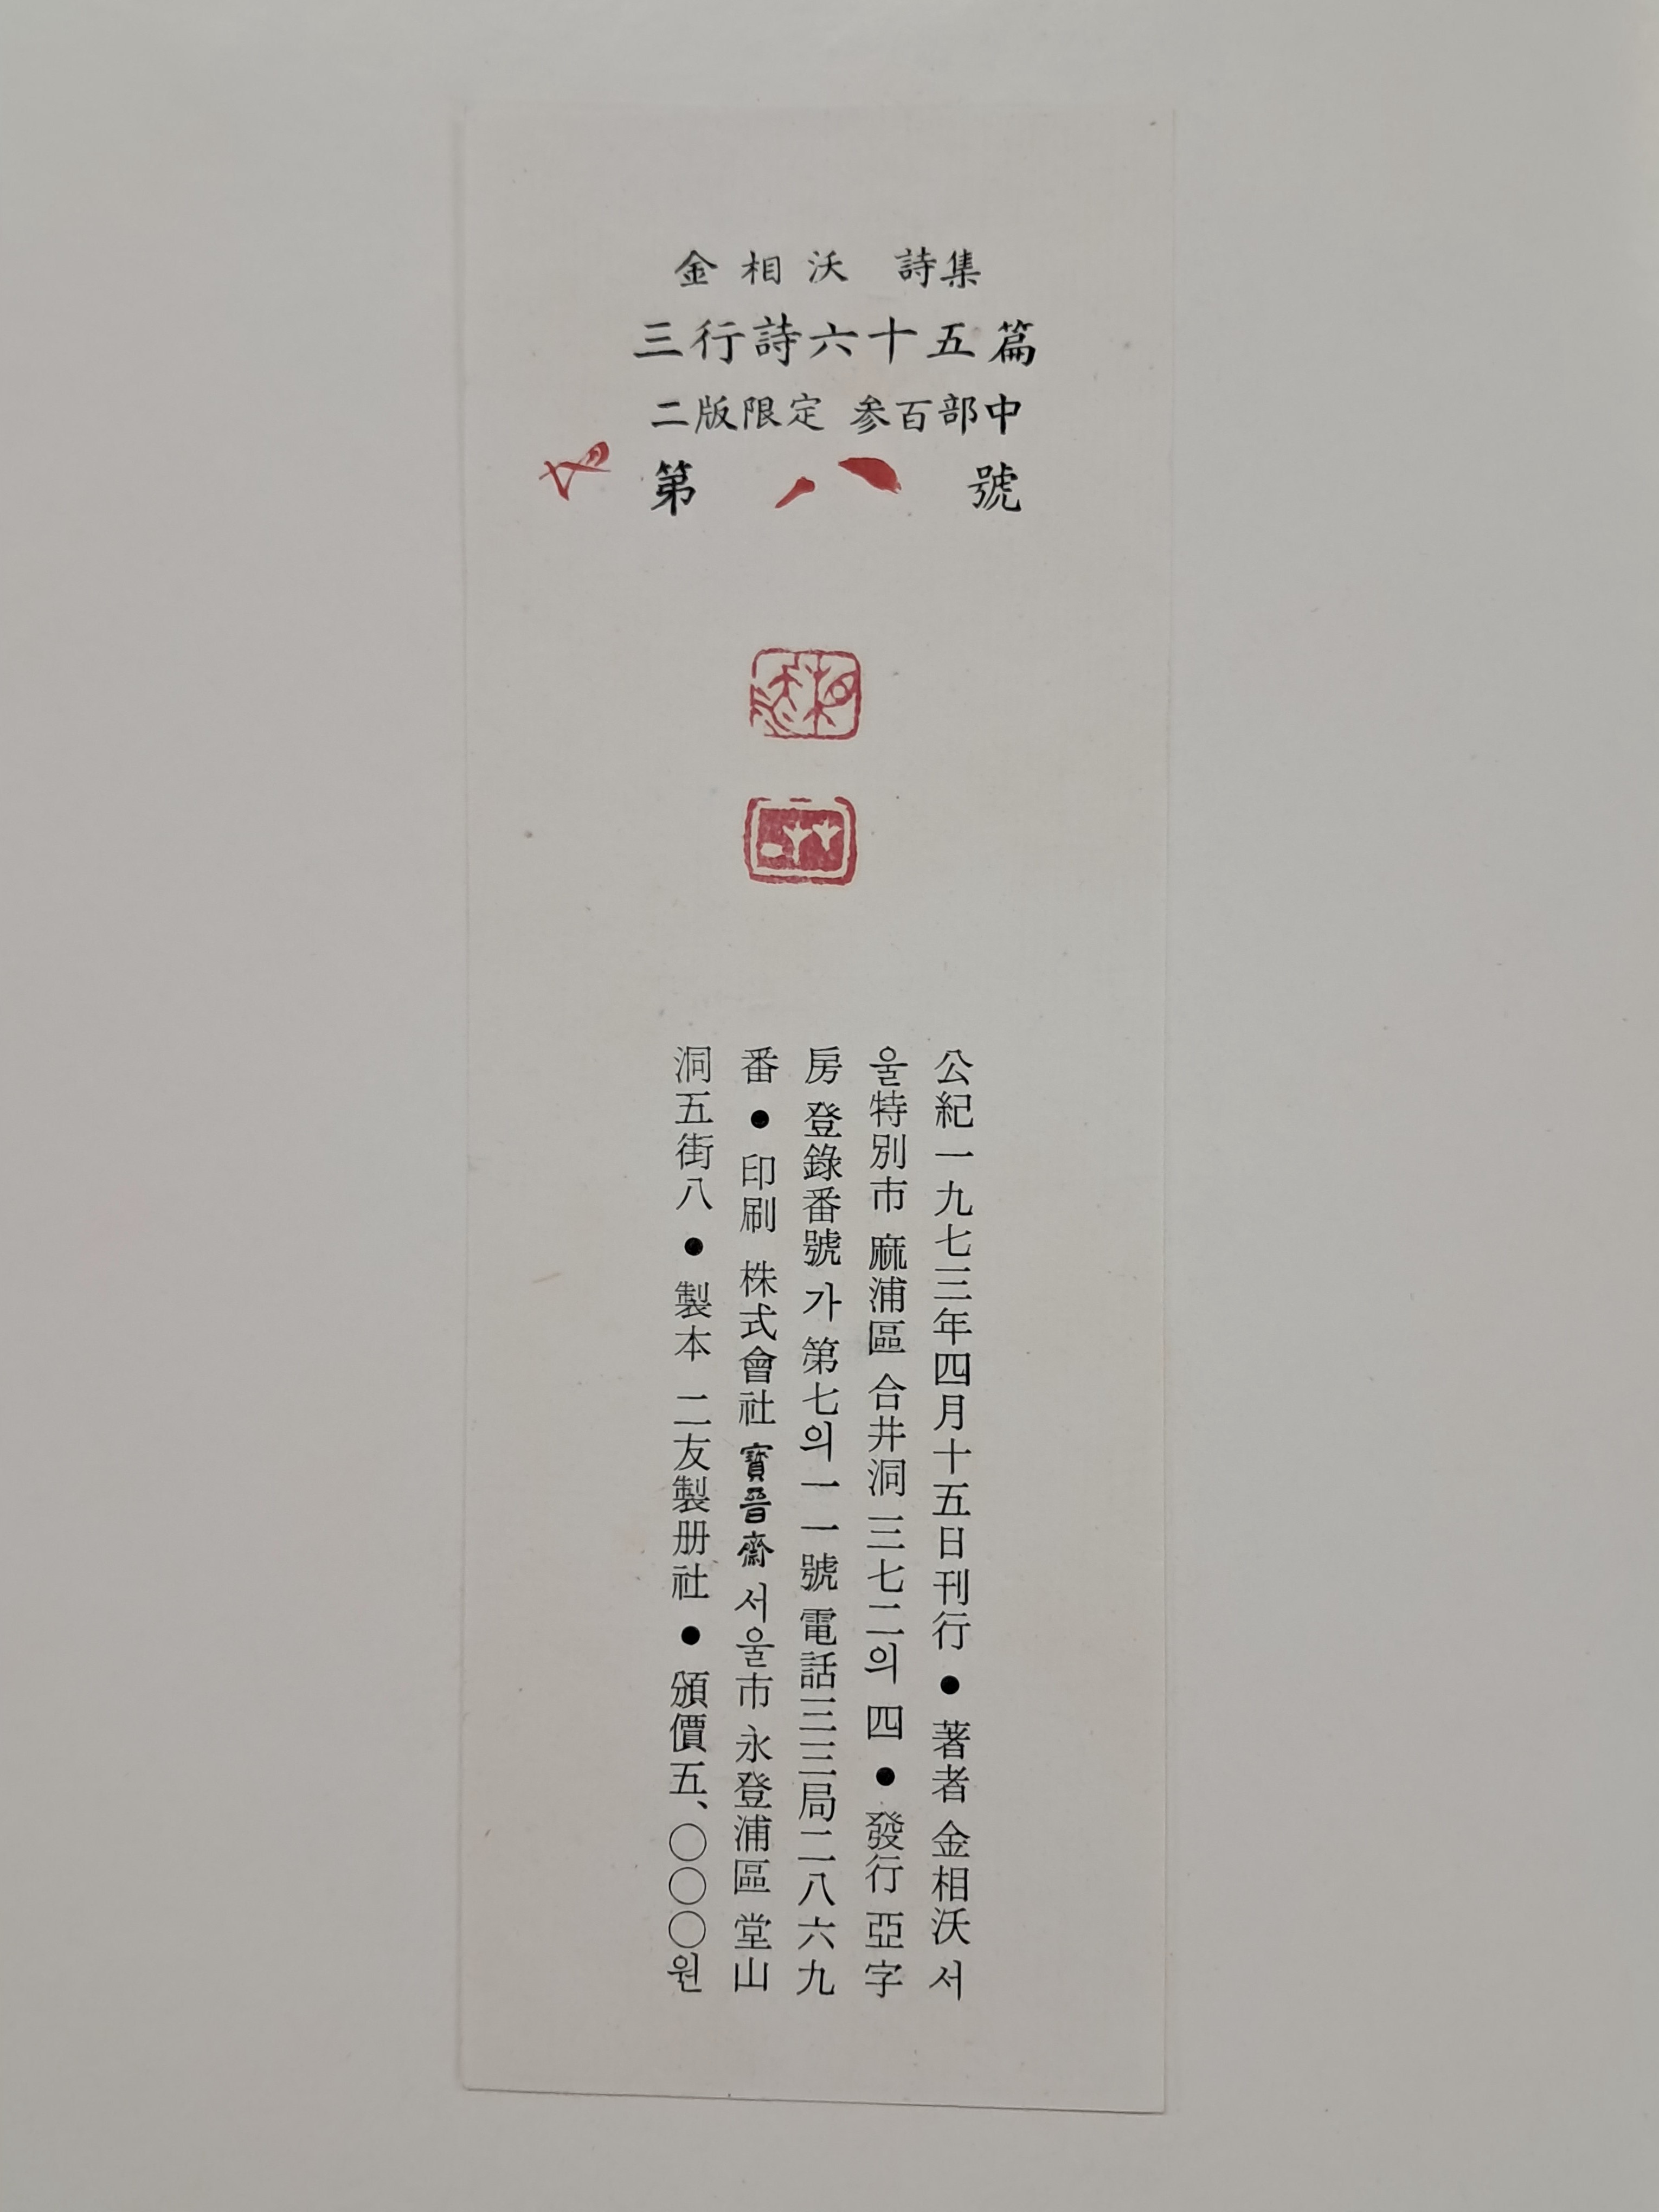 金相沃 詩集
三行詩六十五篇
二版限定 参百部中
第 八 號
公紀一九七三年四月十五日刊行 ● 著者 金相沃 서
울特別市 麻浦區 合井洞 三七二의 四 ● 發行 亞字
房 登錄番號 가 第七의一一號 電話三三局二八六九
番 ● 印刷 株式會社 寶晉齋 서울市 永登浦區 堂山
洞五街八 ● 製本 二友製册社 ● 頒價五、〇〇〇원